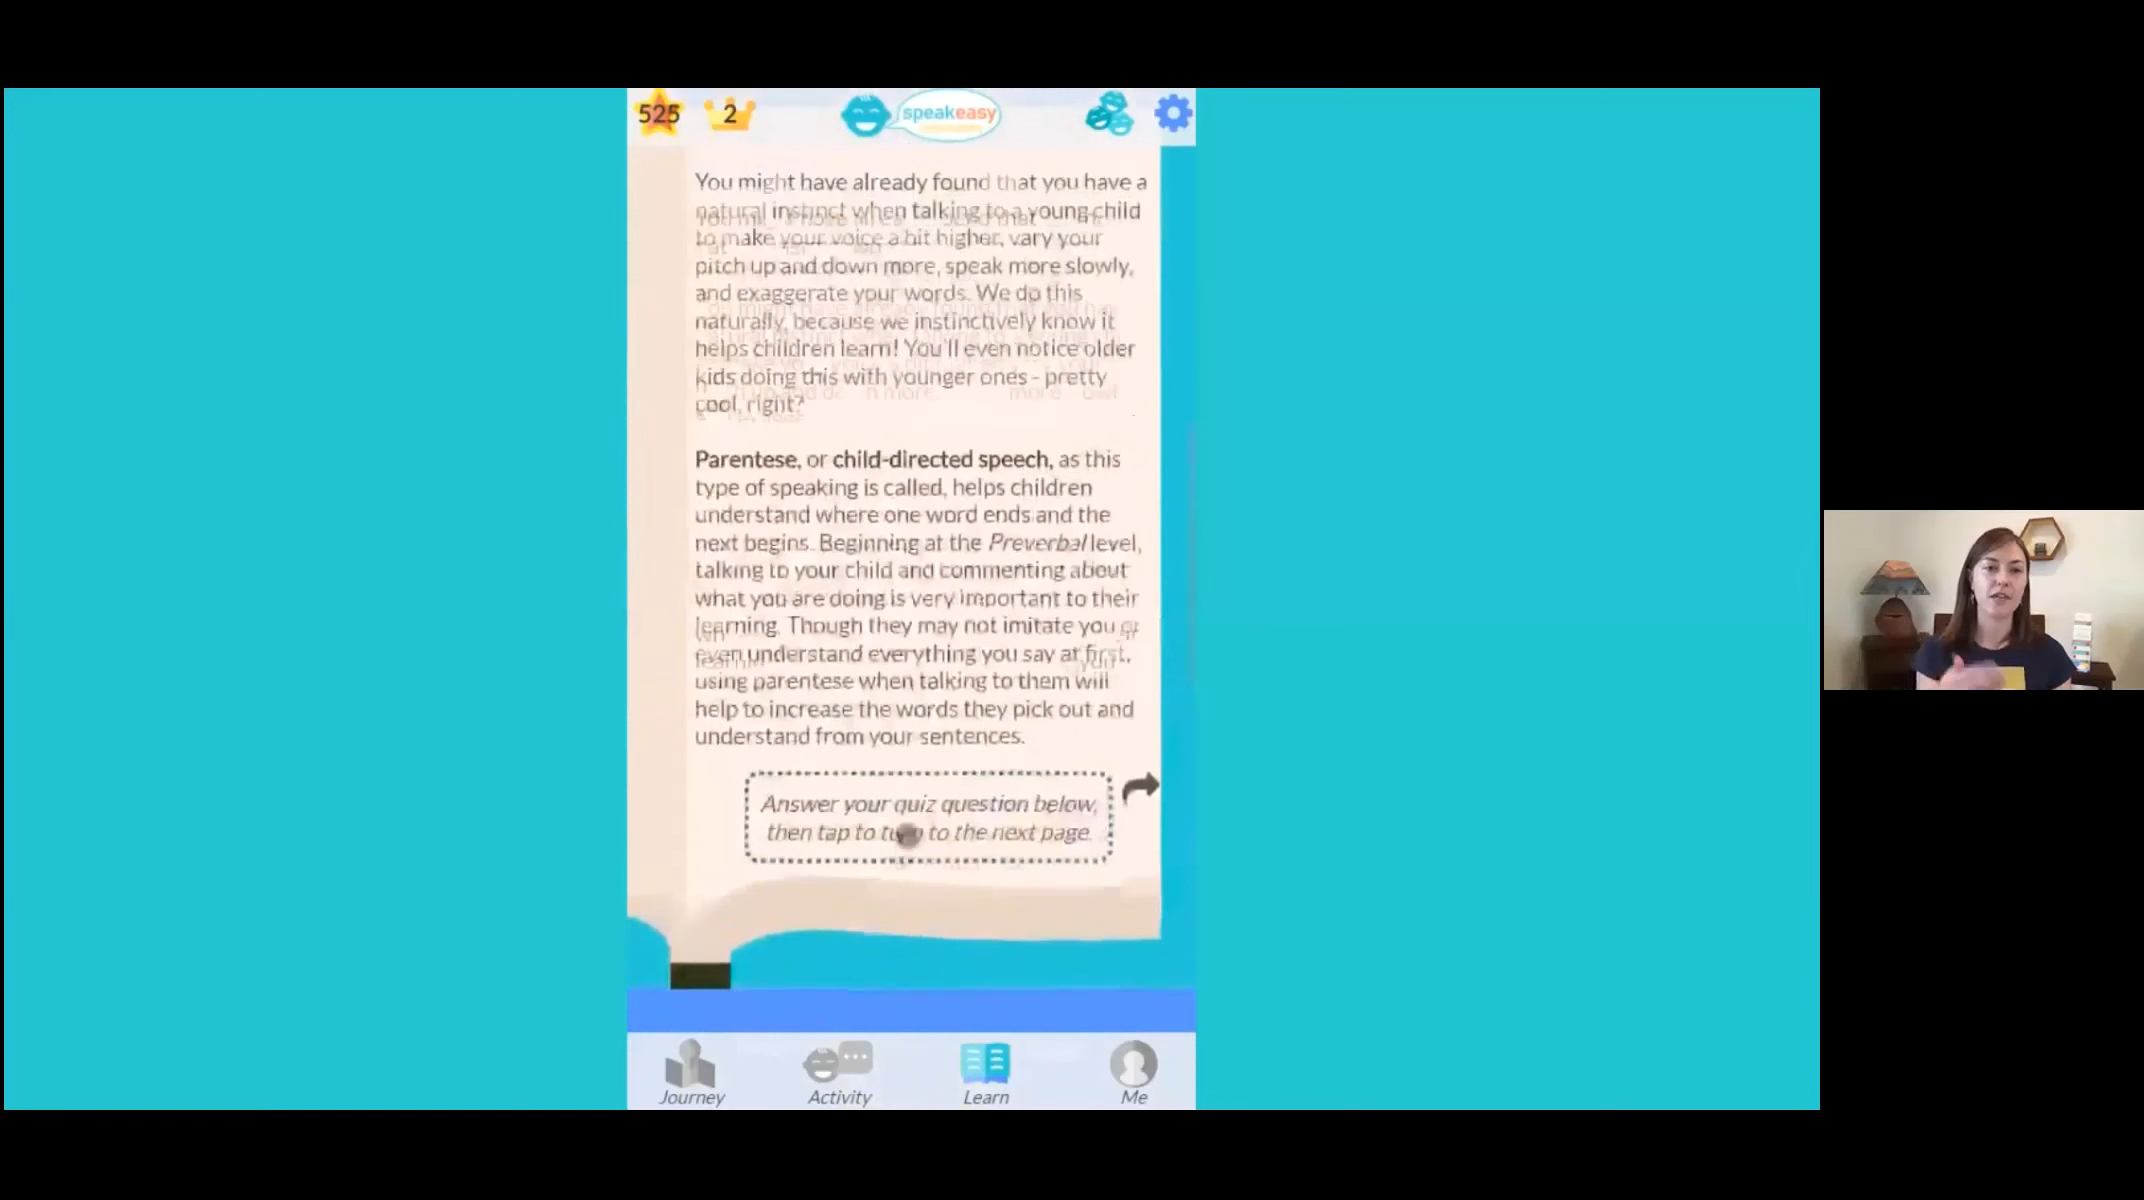 525
2
speakeasy
You might have already found that you have a
natural instinct when talking to a young child
to make your voice a bit higher, vary your
pitch up and down more, speak more slowly,
and exaggerate your words. We do this
naturally, because we instinctively know it
helps children learn! You'll even notice older
kids doing this with younger ones - pretty
cool, right?
Parentese, or child-directed speech, as this
type of speaking is called, helps children
understand where one word ends and the
next begins. Beginning at the Preverbal level,
talking to your child and commenting about
what you are doing is very important to their
learning. Though they may not imitate you or
even understand everything you say at first,
using parentese when talking to them will
help to increase the words they pick out and
understand from your sentences.
Answer your quiz question below,
then tap to turn to the next page.
Journey
Activity
Learn
Me